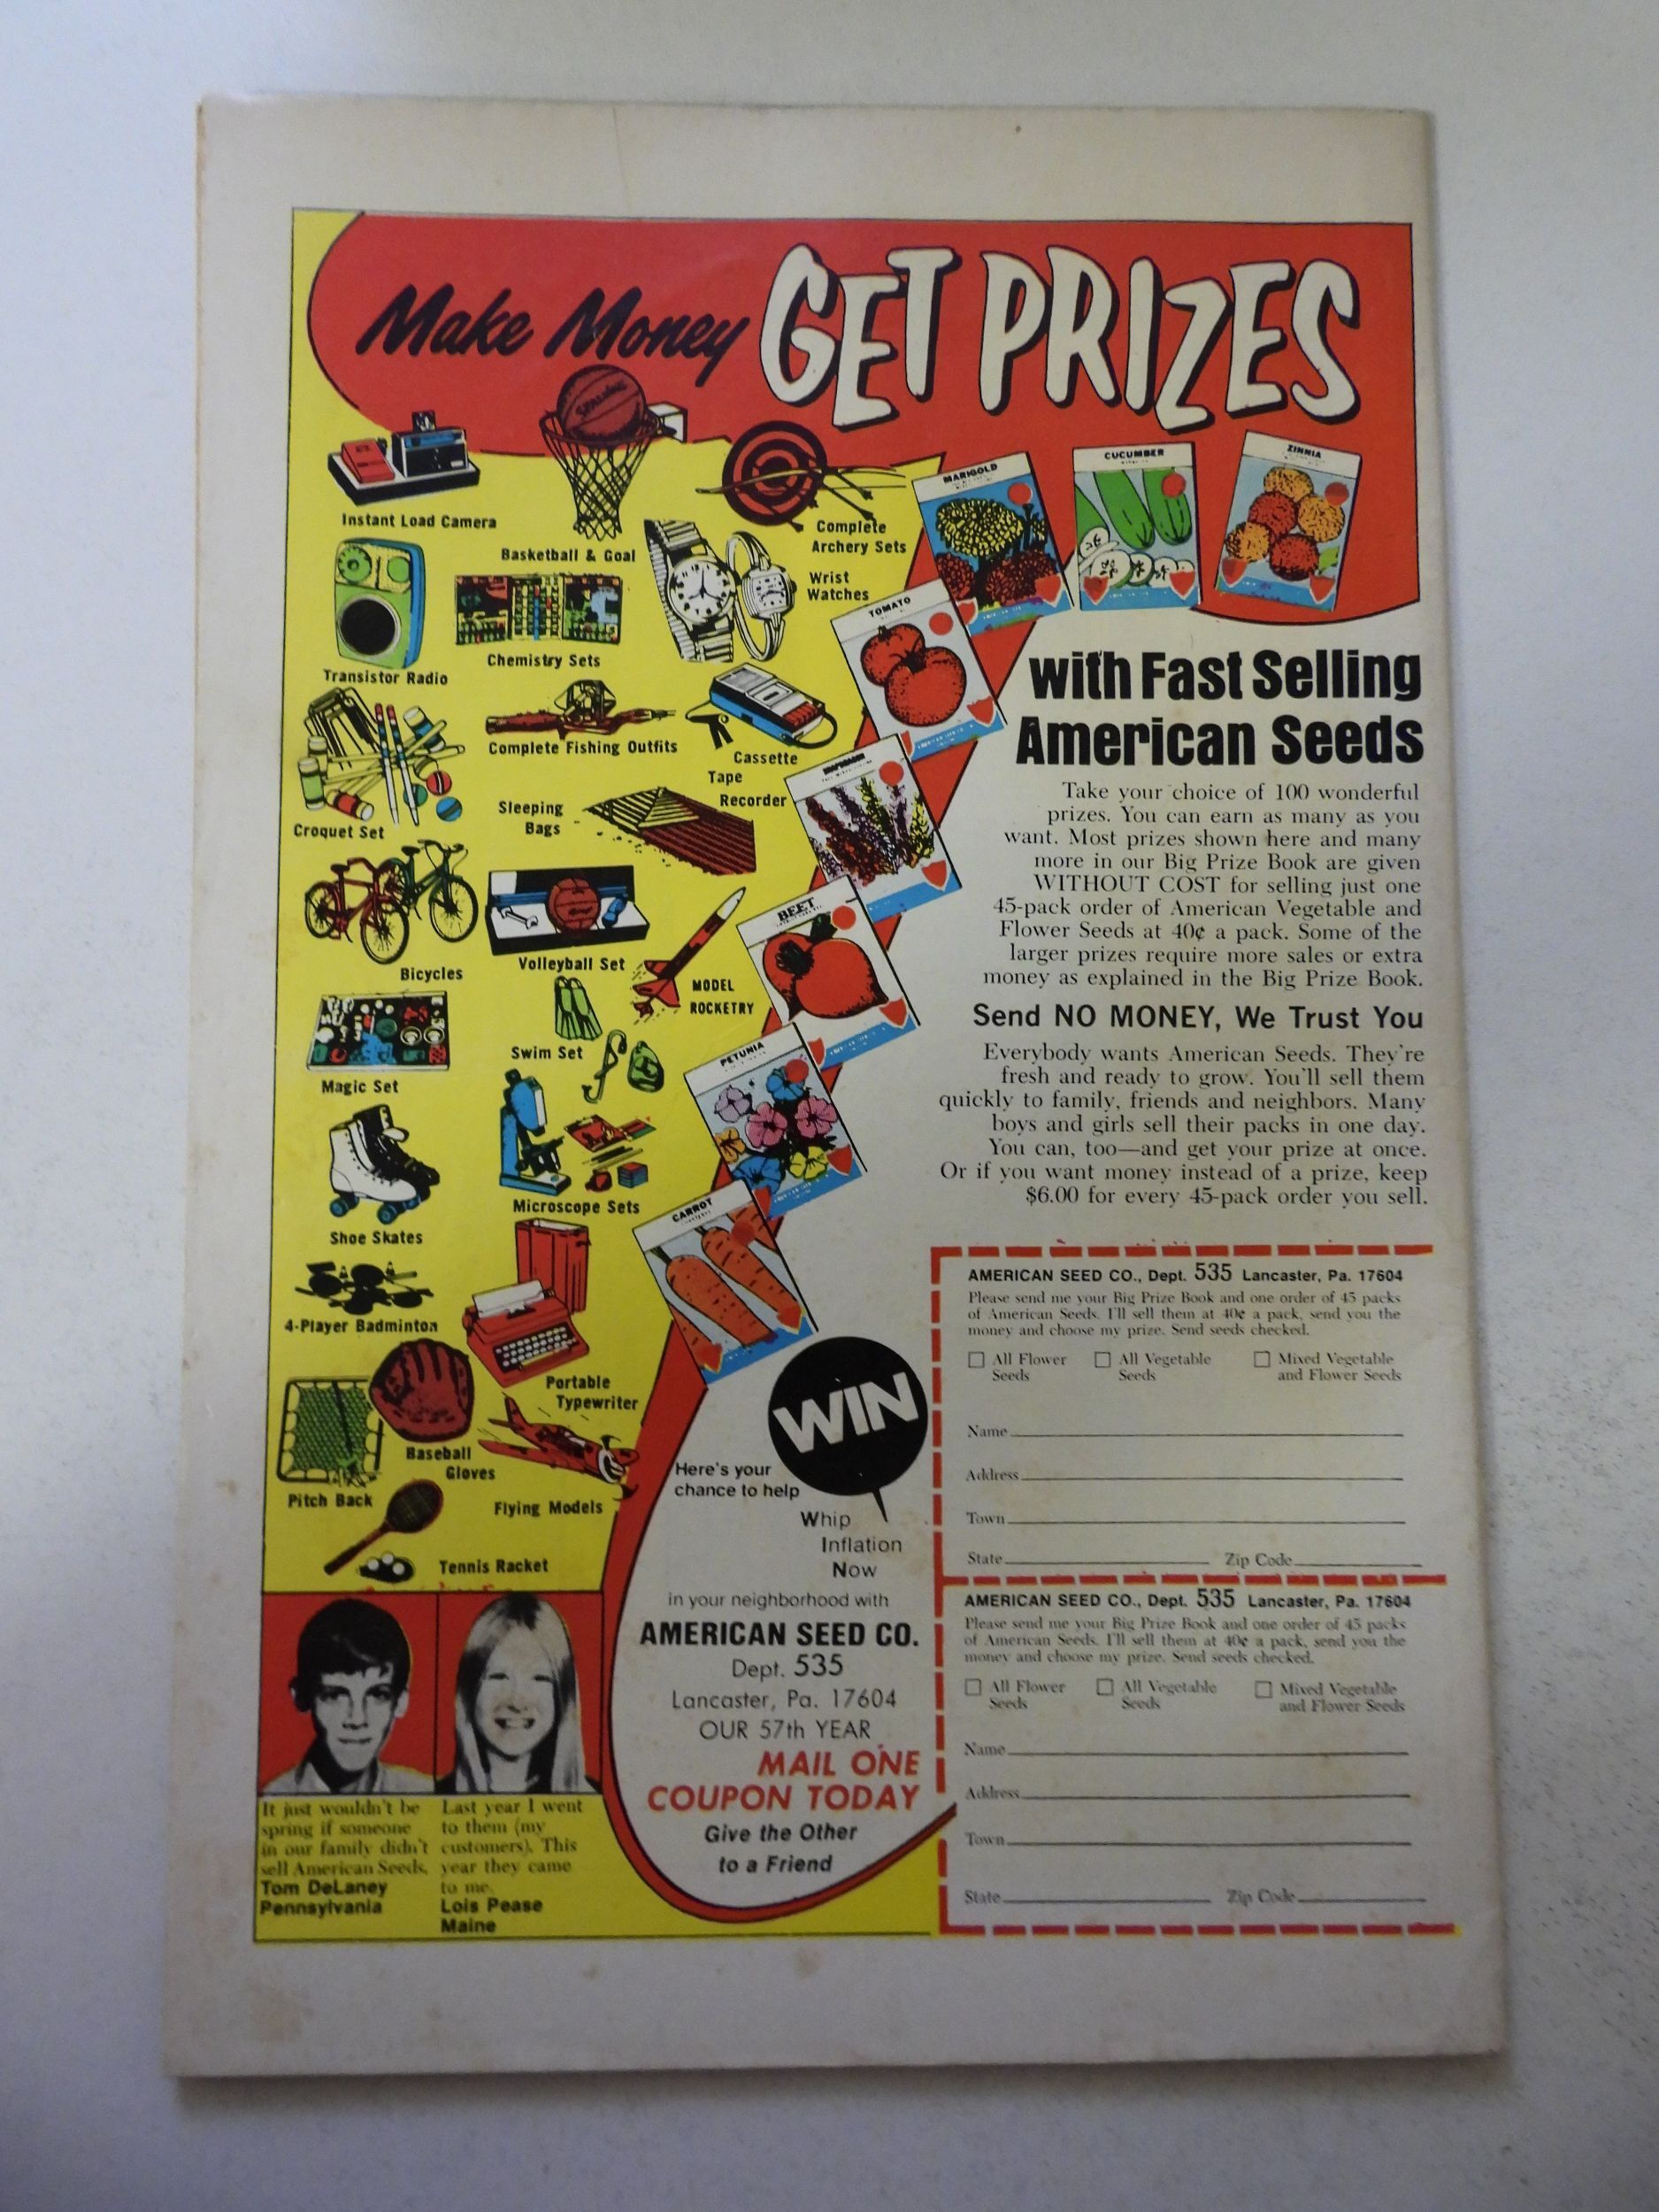 Make Money GET PRIZES
SPALDING
Instant Load Camera
Basketball & Goal
Complete
Archery Sets
Wrist
Watches
Transistor Radio
Chemistry Sets
Complete Fishing Outfits
Cassette
Tape
Recorder
Croquet Set
Sleeping
Bags
Bicycles
Volleyball Set
MODEL
ROCKETRY
Magic Set
Swim Set
Shoe Skates
Microscope Sets
4-Player Badminton
Portable
Typewriter
Baseball
Gloves
Pitch Back
Flying Models
Tennis Racket
MARIGOLD
CUCUMBER
ZINNIA
TOMATO
BEET
PETUNIA
CARROT
with Fast Selling
American Seeds
Take your choice of 100 wonderful
prizes. You can earn as many as you
want. Most prizes shown here and many
more in our Big Prize Book are given
WITHOUT COST for selling just one
45-pack order of American Vegetable and
Flower Seeds at 40¢ a pack. Some of the
larger prizes require more sales or extra
money as explained in the Big Prize Book.
Send NO MONEY, We Trust You
Everybody wants American Seeds. They're
fresh and ready to grow. You'll sell them
quickly to family, friends and neighbors. Many
boys and girls sell their packs in one day.
You can, too—and get your prize at once.
Or if you want money instead of a prize, keep
$6.00 for every 45-pack order you sell.
WIN
Here's your
chance to help
Whip
Inflation
Now
in your neighborhood with
AMERICAN SEED CO.
Dept. 535
Lancaster, Pa. 17604
OUR 57th YEAR
MAIL ONE
COUPON TODAY
Give the Other
to a Friend
It just wouldn't be
spring if someone
in our family didn't
sell American Seeds.
Tom DeLaney
Pennsylvania
Last year I went
to them (my
customers). This
year they came
to me.
Lois Pease
Maine
AMERICAN SEED CO., Dept. 535 Lancaster, Pa. 17604
Please send me your Big Prize Book and one order of 45 packs
of American Seeds. I'll sell them at 40¢ a pack, send you the
money and choose my prize. Send seeds checked.
All Flower
Seeds
All Vegetable
Seeds
Mixed Vegetable
and Flower Seeds
Name
Address
Town
State Zip Code
AMERICAN SEED CO., Dept. 535 Lancaster, Pa. 17604
Please send me your Big Prize Book and one order of 45 packs
of American Seeds. I'll sell them at 40¢ a pack, send you the
money and choose my prize. Send seeds checked.
All Flower
Seeds
All Vegetable
Seeds
Mixed Vegetable
and Flower Seeds
Name
Address
Town
State Zip Code